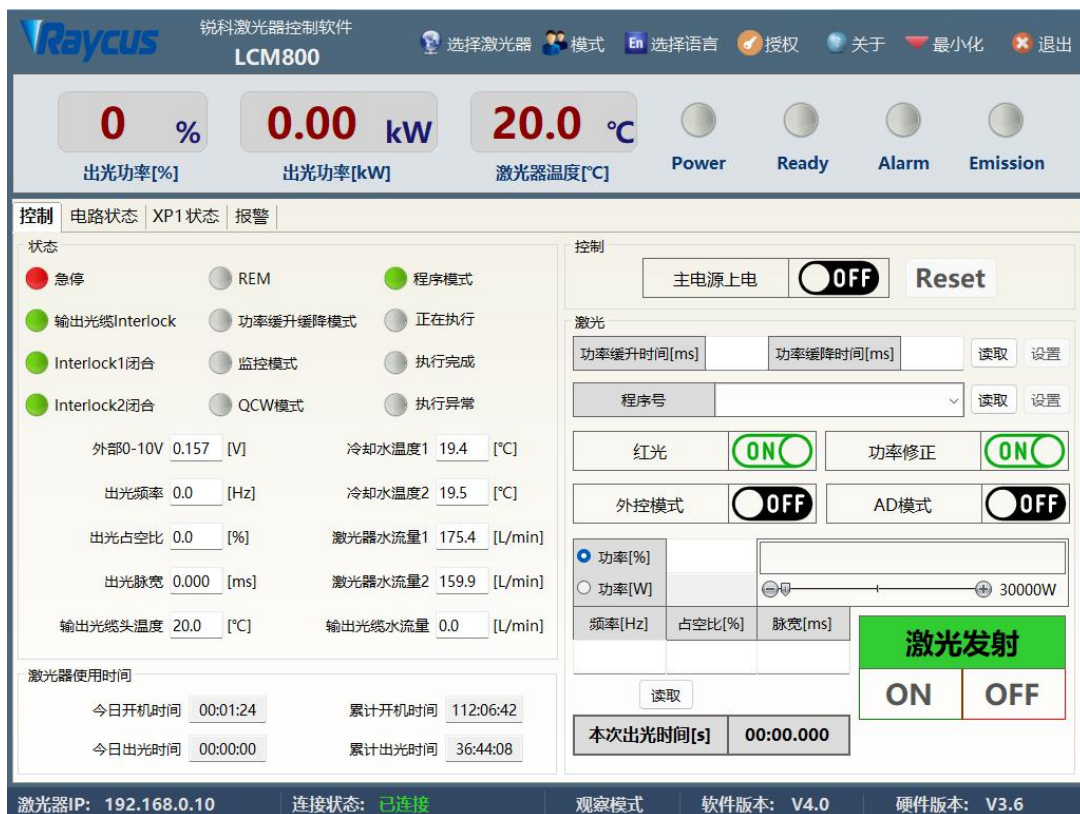 Raycus 锐科激光器控制软件
LCM800
选择激光器 模式 En 选择语言 授权 关于 最小化 退出
0 % 0.00 kW 20.0 ℃
出光功率[%] 出光功率[kW] 激光器温度[℃] Power Ready Alarm Emission
控制 电路状态 XP1状态 报警
状态
急停 REM 程序模式
输出光缆Interlock 功率缓升缓降模式 正在执行
Interlock1闭合 监控模式 执行完成
Interlock2闭合 QCW模式 执行异常
外部0-10V 0.157 [V] 冷却水温度1 19.4 [℃]
出光频率 0.0 [Hz] 冷却水温度2 19.5 [℃]
出光占空比 0.0 [%] 激光器水流量1 175.4 [L/min]
出光脉宽 0.000 [ms] 激光器水流量2 159.9 [L/min]
输出光缆头温度 20.0 [℃] 输出光缆水流量 0.0 [L/min]
激光器使用时间
今日开机时间 00:01:24 累计开机时间 112:06:42
今日出光时间 00:00:00 累计出光时间 36:44:08
控制
主电源上电 OFF Reset
激光
功率缓升时间[ms] 功率缓降时间[ms] 读取 设置
程序号 读取 设置
红光 ON 功率修正 ON
外控模式 OFF AD模式 OFF
功率[%]
功率[W] 30000W
频率[Hz] 占空比[%] 脉宽[ms]
激光发射
读取 ON OFF
本次出光时间[s] 00:00.000
激光器IP: 192.168.0.10 连接状态: 已连接 观察模式 软件版本: V4.0 硬件版本: V3.6